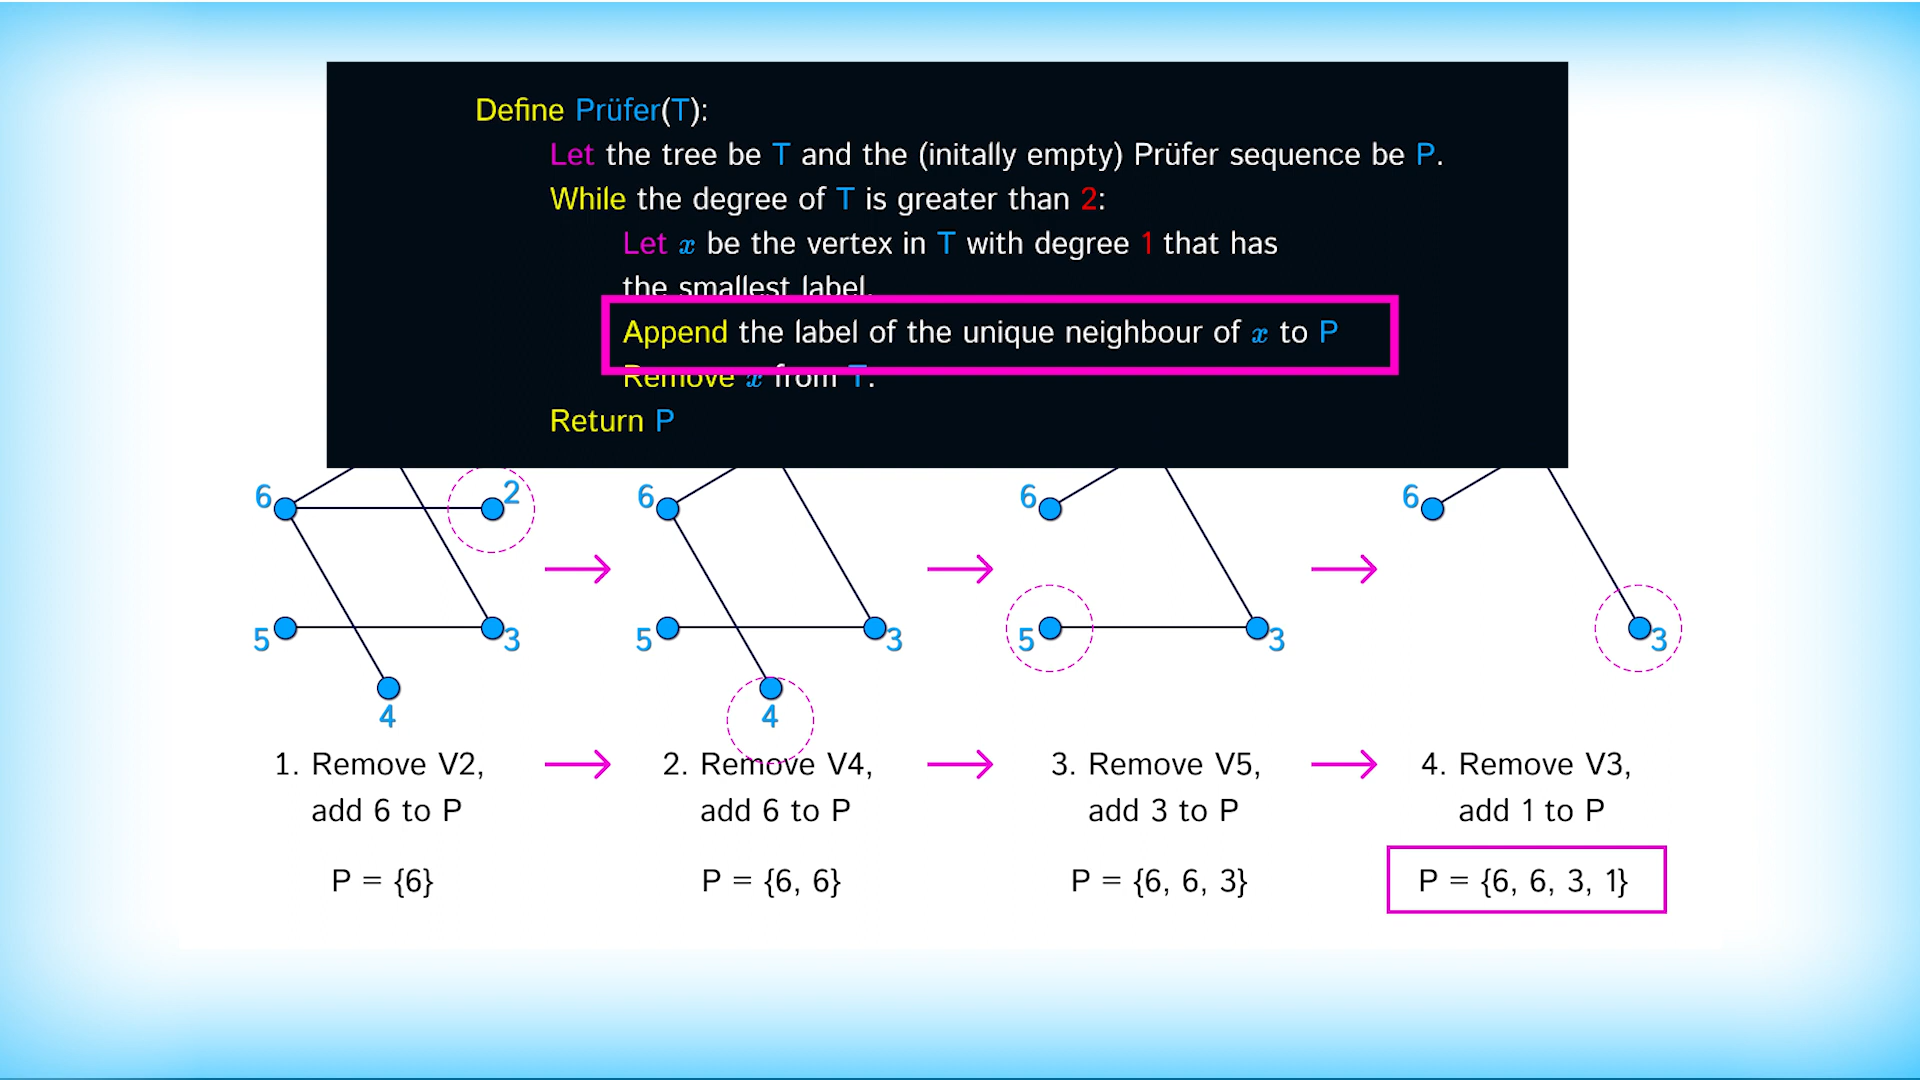 Define Prüfer(T):
Let the tree be T and the (initally empty) Prüfer sequence be P.
While the degree of T is greater than 2:
Let x be the vertex in T with degree 1 that has
the smallest label.
Append the label of the unique neighbour of x to P
Remove x from T.
Return P
6 2 6 6 6
5 3 5 3 5 3 3
4 4
1. Remove V2, 2. Remove V4, 3. Remove V5, 4. Remove V3,
add 6 to P add 6 to P add 3 to P add 1 to P
P = {6} P = {6, 6} P = {6, 6, 3} P = {6, 6, 3, 1}